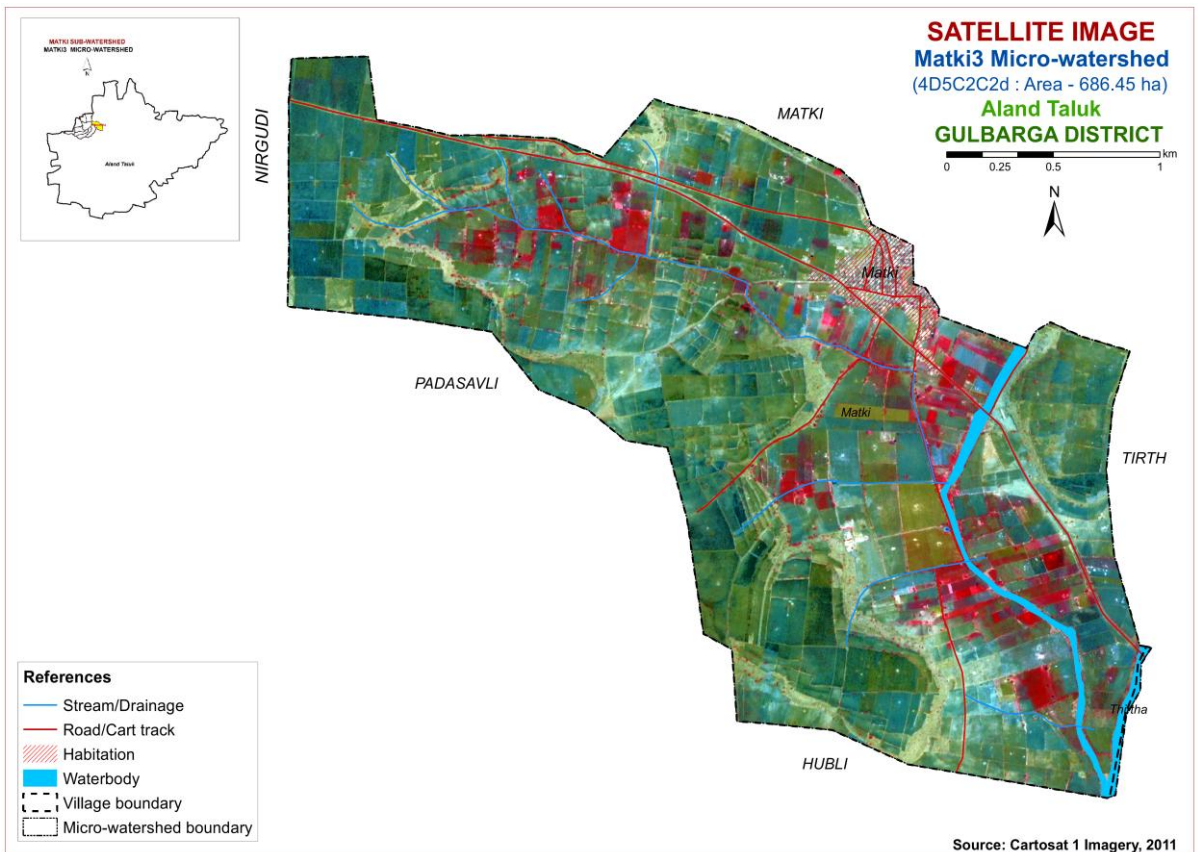 MATKI SUB-WATERSHED
MATKI3 MICRO-WATERSHED
N
Aland Taluk
SATELLITE IMAGE
Matki3 Micro-watershed
(4D5C2C2d : Area - 686.45 ha)
Aland Taluk
GULBARGA DISTRICT
km
0 0.25 0.5 1
N
MATKI
NIRGUDI
Matki
PADASAVLI
Matki
TIRTH
Thirtha
HUBLI
References
Stream/Drainage
Road/Cart track
Habitation
Waterbody
Village boundary
Micro-watershed boundary
Source: Cartosat 1 Imagery, 2011